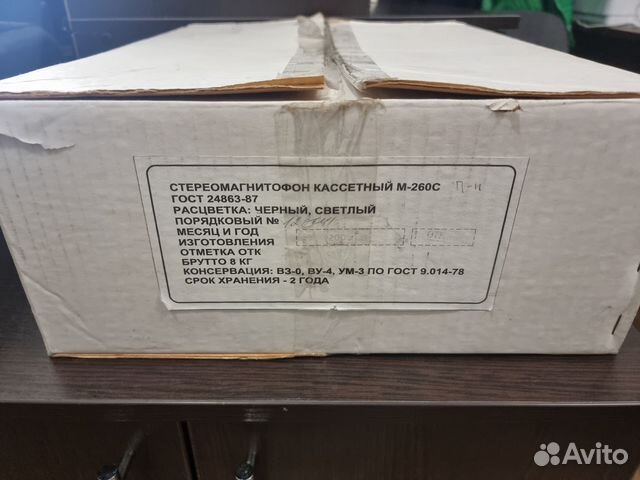 СТЕРЕОМАГНИТОФОН КАССЕТНЫЙ М-260С П-11
ГОСТ 24863-87
РАСЦВЕТКА: ЧЕРНЫЙ, СВЕТЛЫЙ
ПОРЯДКОВЫЙ №
МЕСЯЦ И ГОД
ИЗГОТОВЛЕНИЯ
ОТМЕТКА ОТК
БРУТТО 8 КГ
КОНСЕРВАЦИЯ: ВЗ-0, ВУ-4, УМ-3 ПО ГОСТ 9.014-78
СРОК ХРАНЕНИЯ - 2 ГОДА
Avito